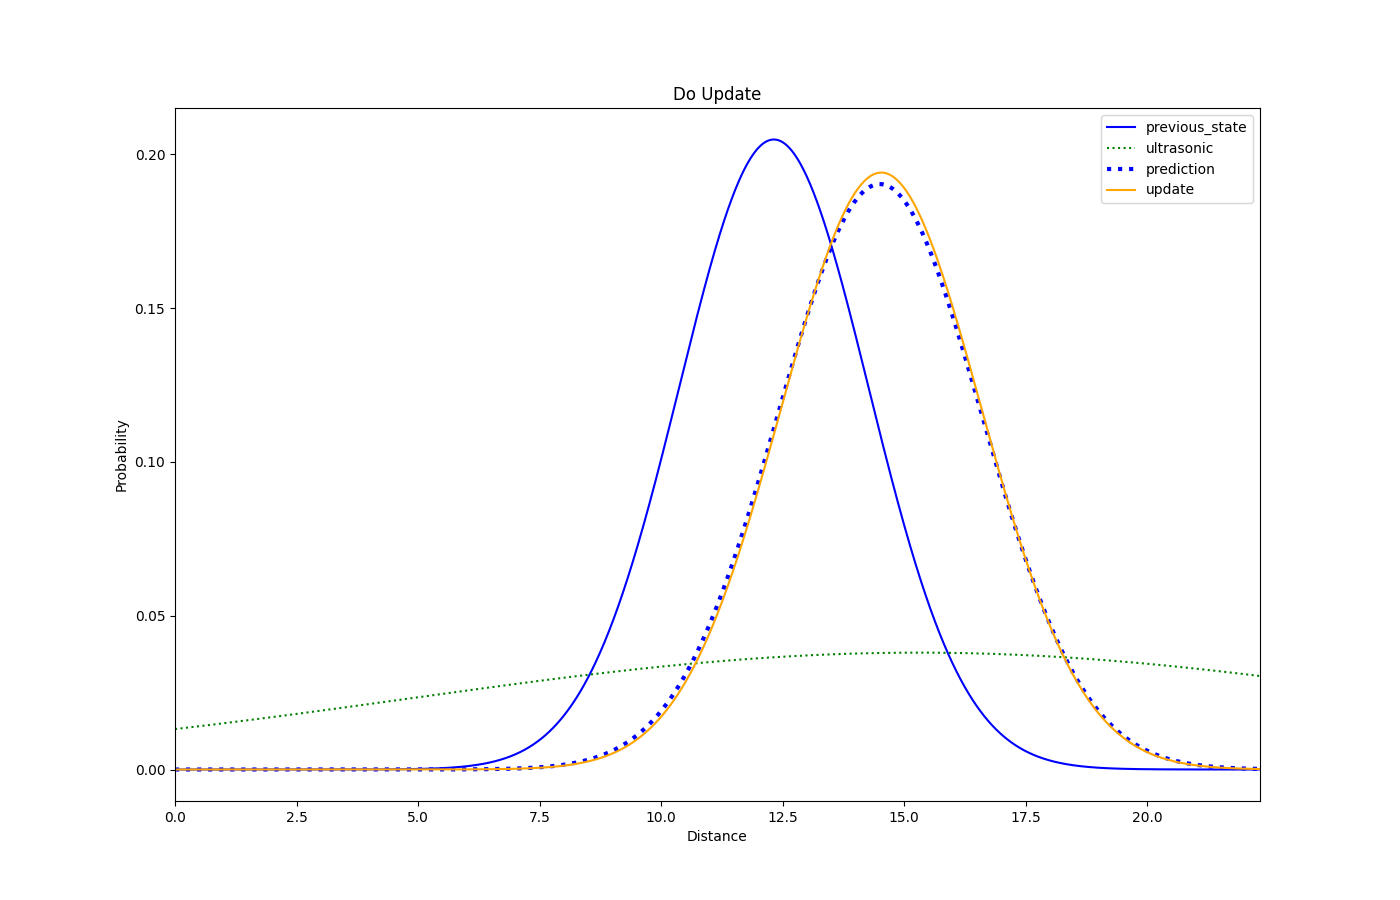 Do Update
previous_state
ultrasonic
prediction
update
0.20
0.15
0.10
0.05
0.00
Probability
0.0 2.5 5.0 7.5 10.0 12.5 15.0 17.5 20.0
Distance